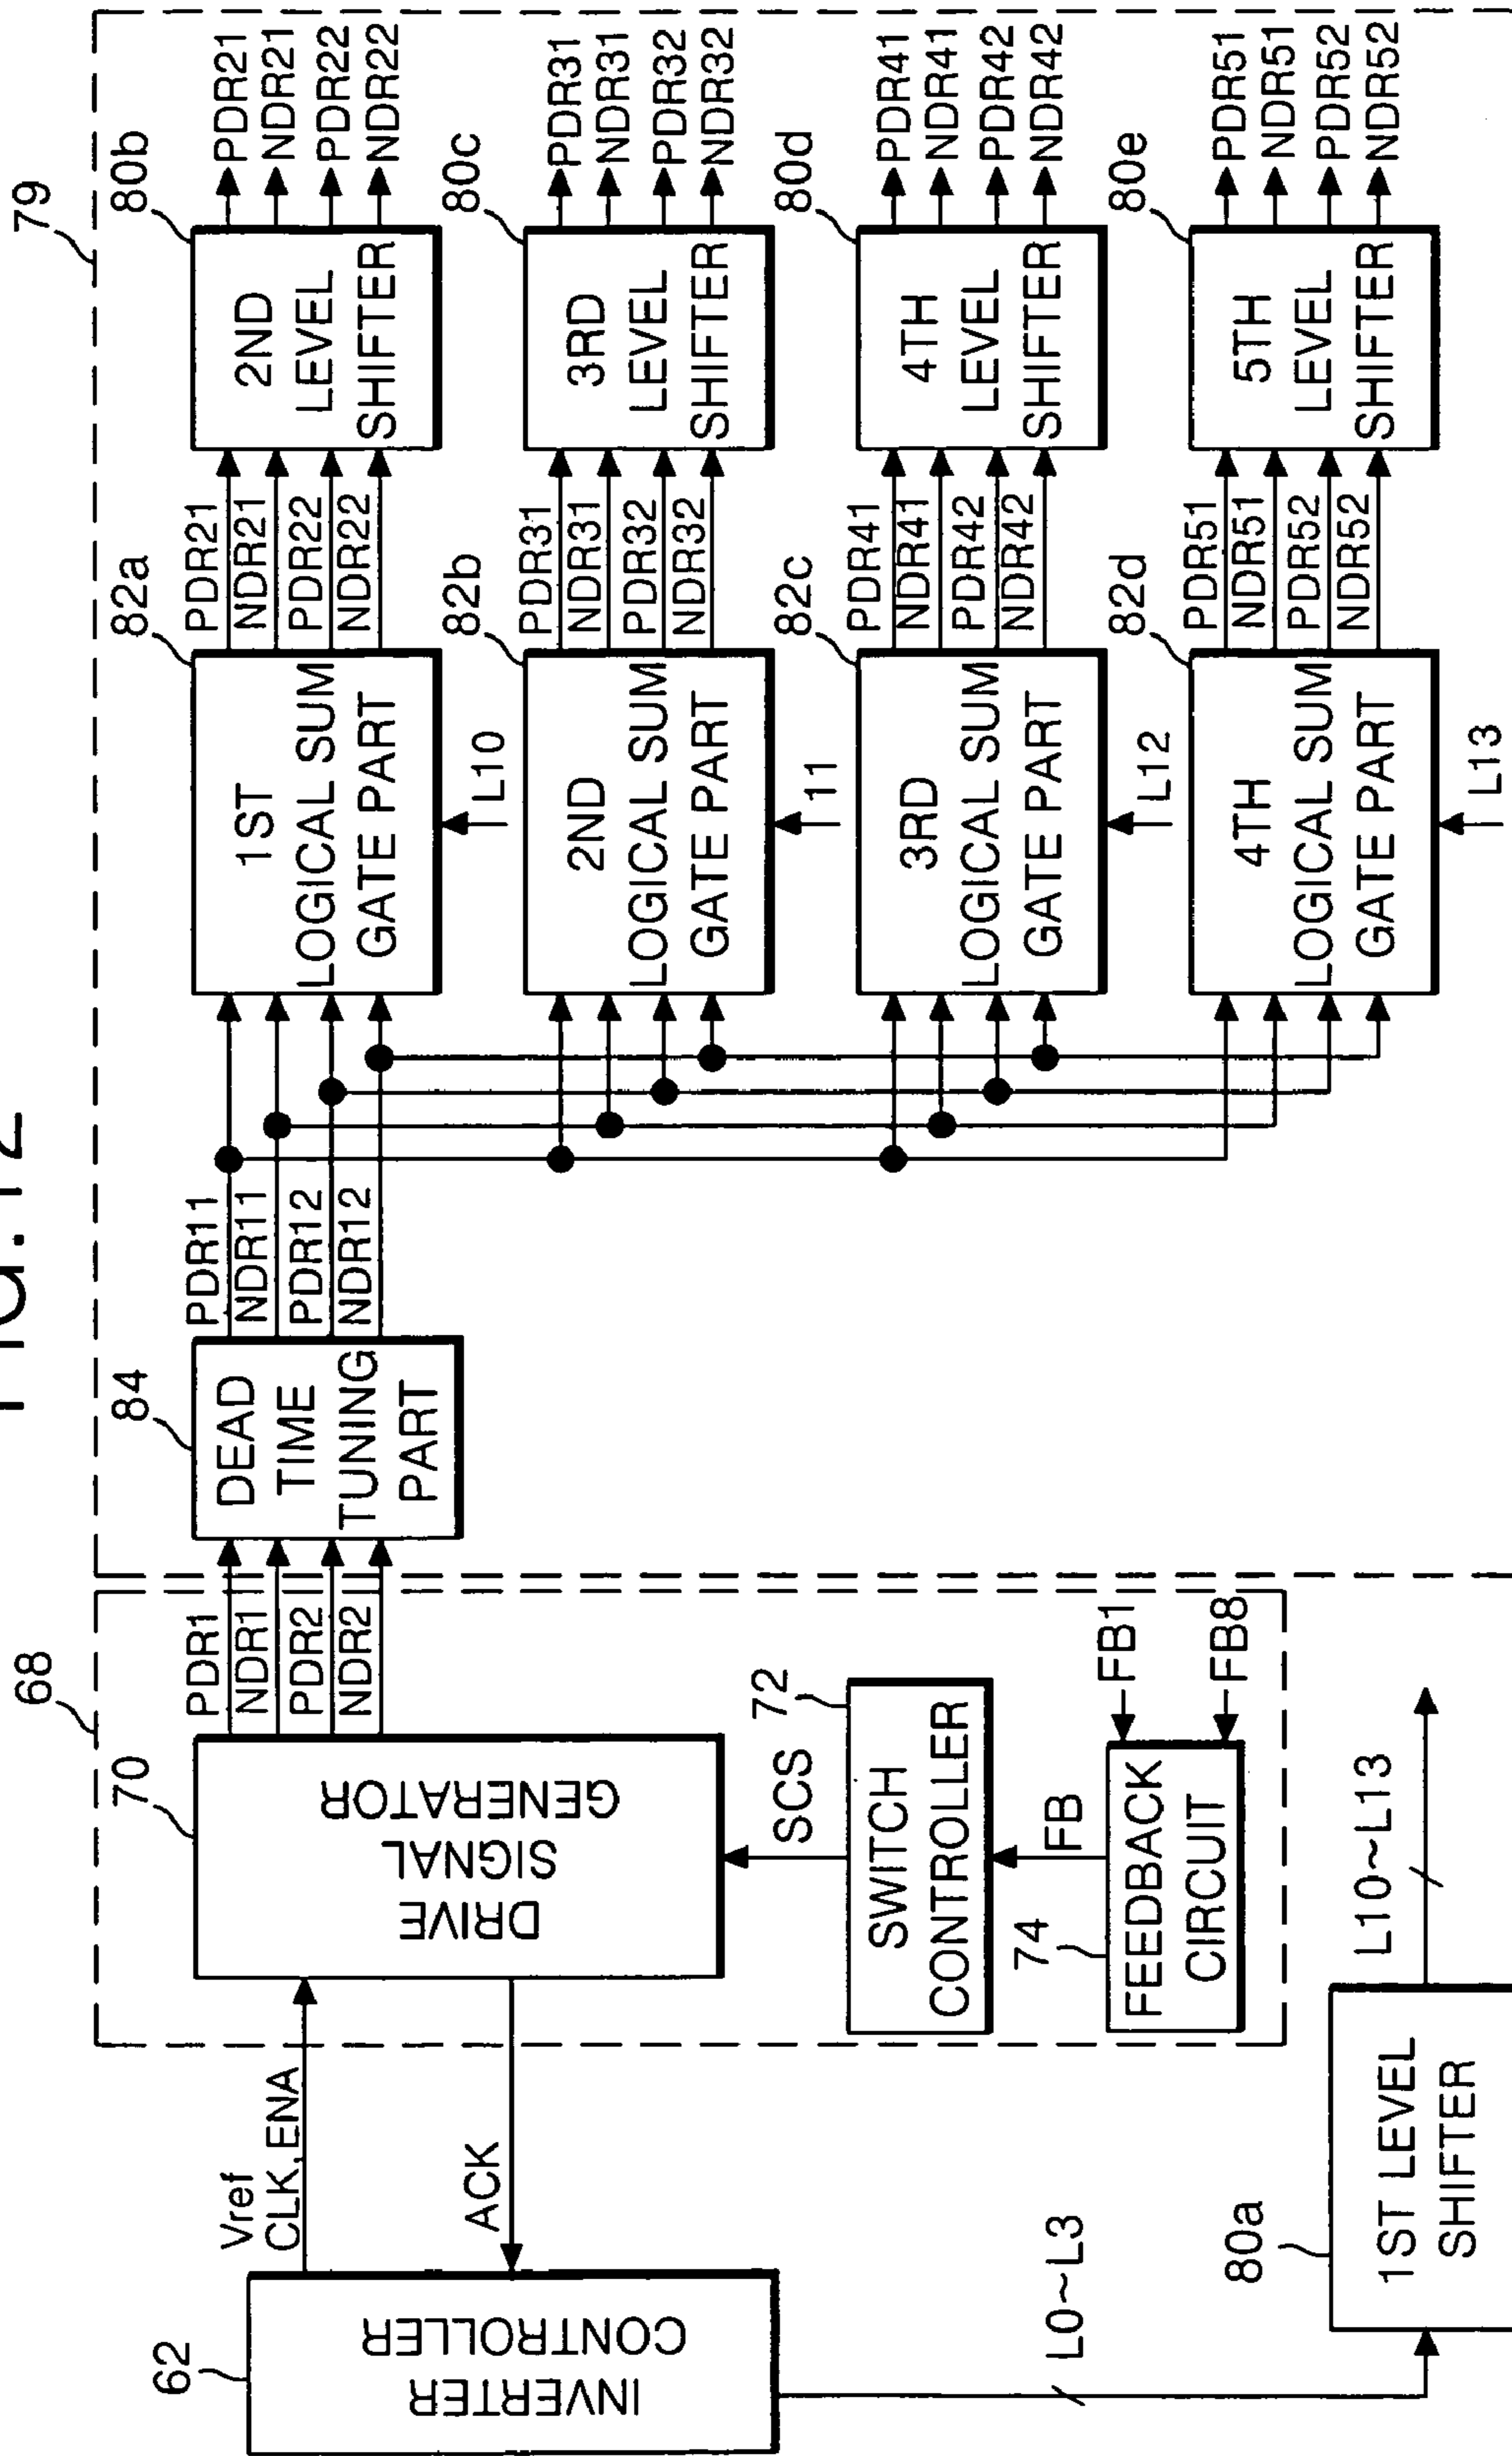 FIG.12
79
68
62
INVERTER
CONTROLLER
Vref
CLK,ENA
ACK
L0~L3
80a
1ST LEVEL
SHIFTER
L10~L13
70
DRIVE
SIGNAL
GENERATOR
SCS
72
SWITCH
CONTROLLER
FB
74
FEEDBACK
CIRCUIT
FB1
FB8
PDR1
NDR1
PDR2
NDR2
84
DEAD
TIME
TUNING
PART
PDR11
NDR11
PDR12
NDR12
82a
1ST
LOGICAL SUM
GATE PART
L10
PDR21
NDR21
PDR22
NDR22
80b
2ND
LEVEL
SHIFTER
PDR21
NDR21
PDR22
NDR22
82b
2ND
LOGICAL SUM
GATE PART
11
PDR31
NDR31
PDR32
NDR32
80c
3RD
LEVEL
SHIFTER
PDR31
NDR31
PDR32
NDR32
82c
3RD
LOGICAL SUM
GATE PART
L12
PDR41
NDR41
PDR42
NDR42
80d
4TH
LEVEL
SHIFTER
PDR41
NDR41
PDR42
NDR42
82d
4TH
LOGICAL SUM
GATE PART
L13
PDR51
NDR51
PDR52
NDR52
80e
5TH
LEVEL
SHIFTER
PDR51
NDR51
PDR52
NDR52